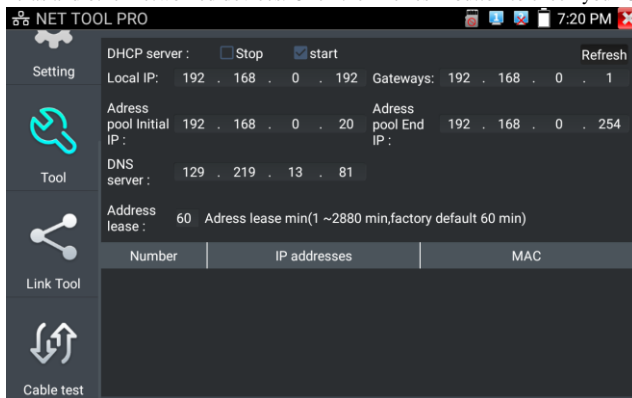 NET TOOL PRO 7:20 PM
Setting
Tool
Link Tool
Cable test
DHCP server : Stop start Refresh
Local IP: 192 . 168 . 0 . 192 Gateways: 192 . 168 . 0 . 1
Adress
pool Initial 192 . 168 . 0 . 20
IP :
Adress
pool End 192 . 168 . 0 . 254
IP :
DNS
server : 129 . 219 . 13 . 81
Address
lease : 60 Adress lease min(1 ~2880 min,factory default 60 min)
Number IP addresses MAC